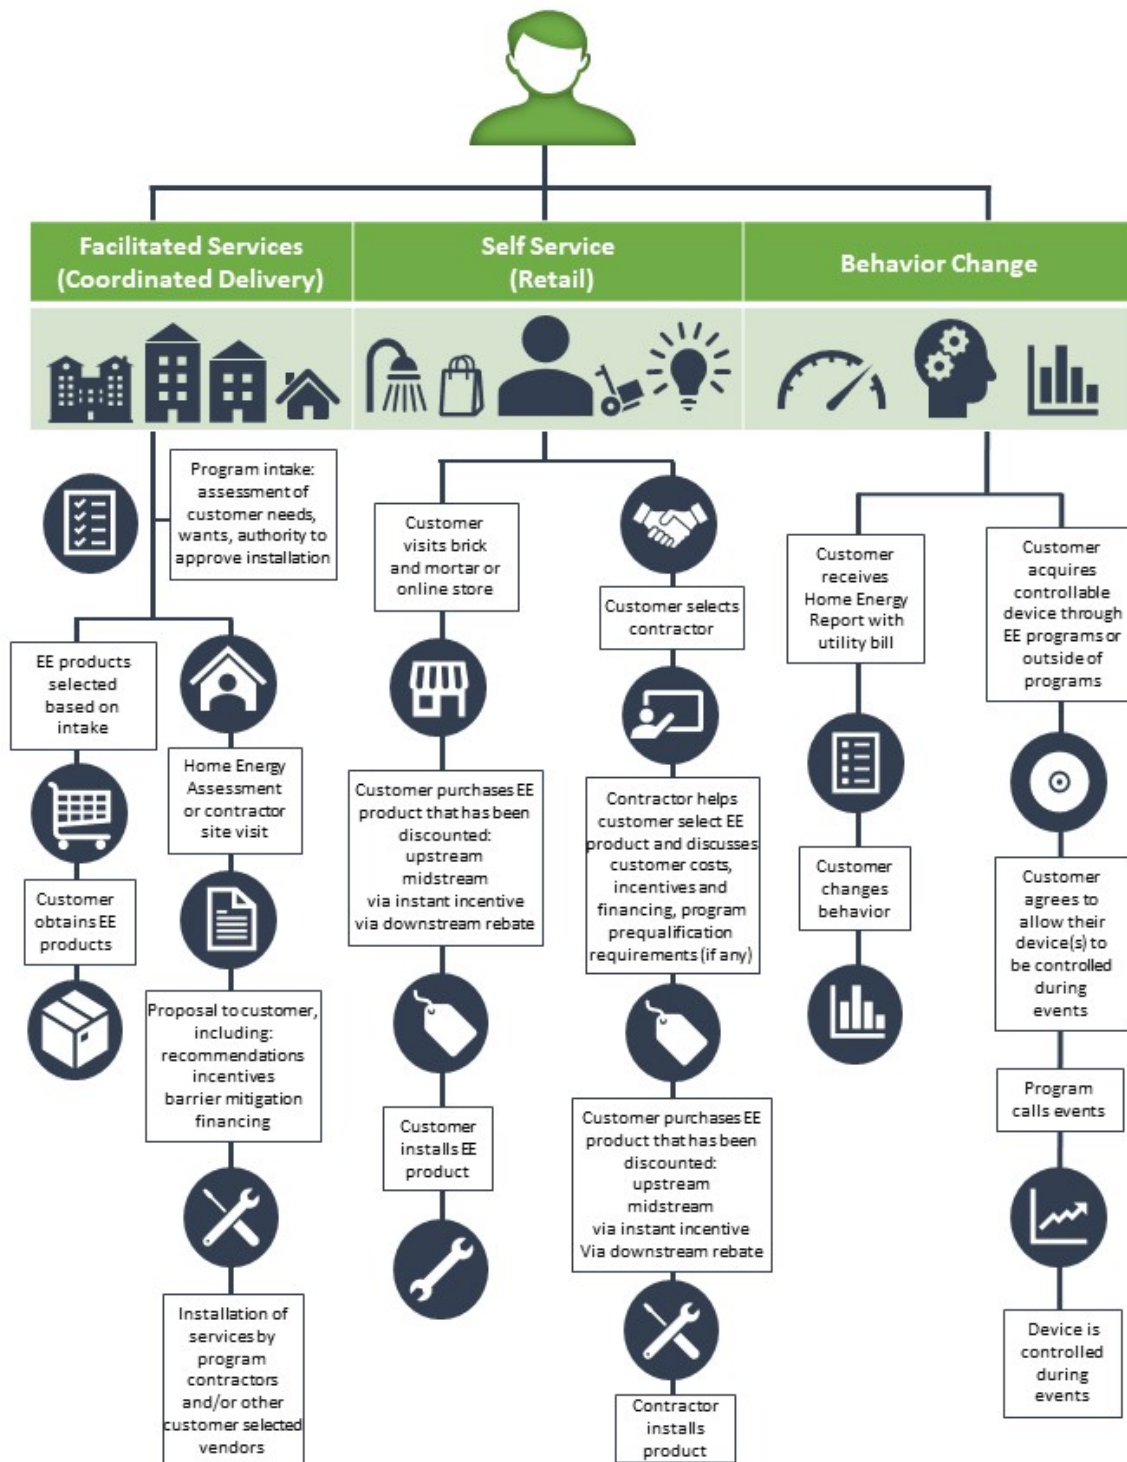 Facilitated Services
(Coordinated Delivery)
Self Service
(Retail)
Behavior Change
Program intake:
assessment of
customer needs,
wants, authority to
approve installation
EE products
selected
based on
intake
Customer
obtains EE
products
Home Energy
Assessment
or contractor
site visit
Proposal to customer,
including:
recommendations
incentives
barrier mitigation
financing
Installation of
services by
program
contractors
and/or other
customer selected
vendors
Customer
visits brick
and mortar or
online store
Customer purchases EE
product that has been
discounted:
upstream
midstream
via instant incentive
via downstream rebate
Customer
installs EE
product
Customer selects
contractor
Contractor helps
customer select EE
product and discusses
customer costs,
incentives and
financing, program
prequalification
requirements (if any)
Customer purchases EE
product that has been
discounted:
upstream
midstream
via instant incentive
Via downstream rebate
Contractor
installs
product
Customer
receives
Home Energy
Report with
utility bill
Customer
changes
behavior
Customer
acquires
controllable
device through
EE programs or
outside of
programs
Customer
agrees to
allow their
device(s) to
be controlled
during
events
Program
calls events
Device is
controlled
during
events